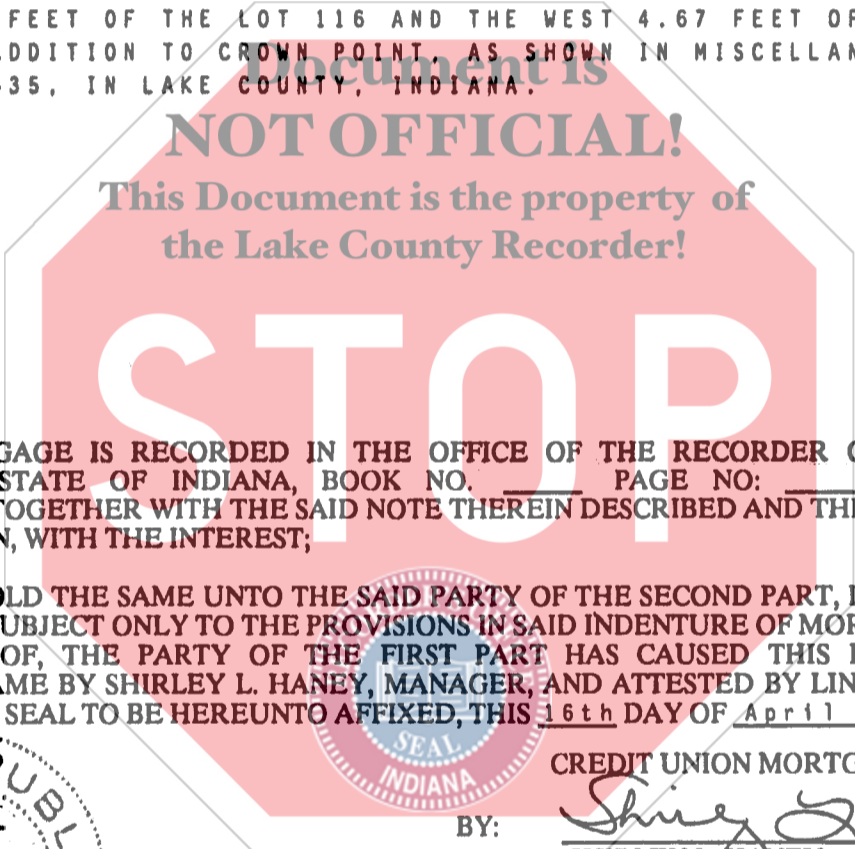 FEET OF THE LOT 116 AND THE WEST 4.67 FEET OF
ADDITION TO CROWN POINT, AS SHOWN IN MISCELLAN
35, IN LAKE COUNTY, INDIANA.
Document is
NOT OFFICIAL!
This Document is the property of
the Lake County Recorder!
STOP
GAGE IS RECORDED IN THE OFFICE OF THE RECORDER
STATE OF INDIANA, BOOK NO. ____ PAGE NO: ____
TOGETHER WITH THE SAID NOTE THEREIN DESCRIBED AND THE
N, WITH THE INTEREST;
OLD THE SAME UNTO THE SAID PARTY OF THE SECOND PART,
UBJECT ONLY TO THE PROVISIONS IN SAID INDENTURE OF MOR
OF, THE PARTY OF THE FIRST PART HAS CAUSED THIS
AME BY SHIRLEY L. HANEY, MANAGER, AND ATTESTED BY LIN
SEAL TO BE HEREUNTO AFFIXED, THIS 16th DAY OF April
SEAL
INDIANA
CREDIT UNION MORTG
UBL
BY: